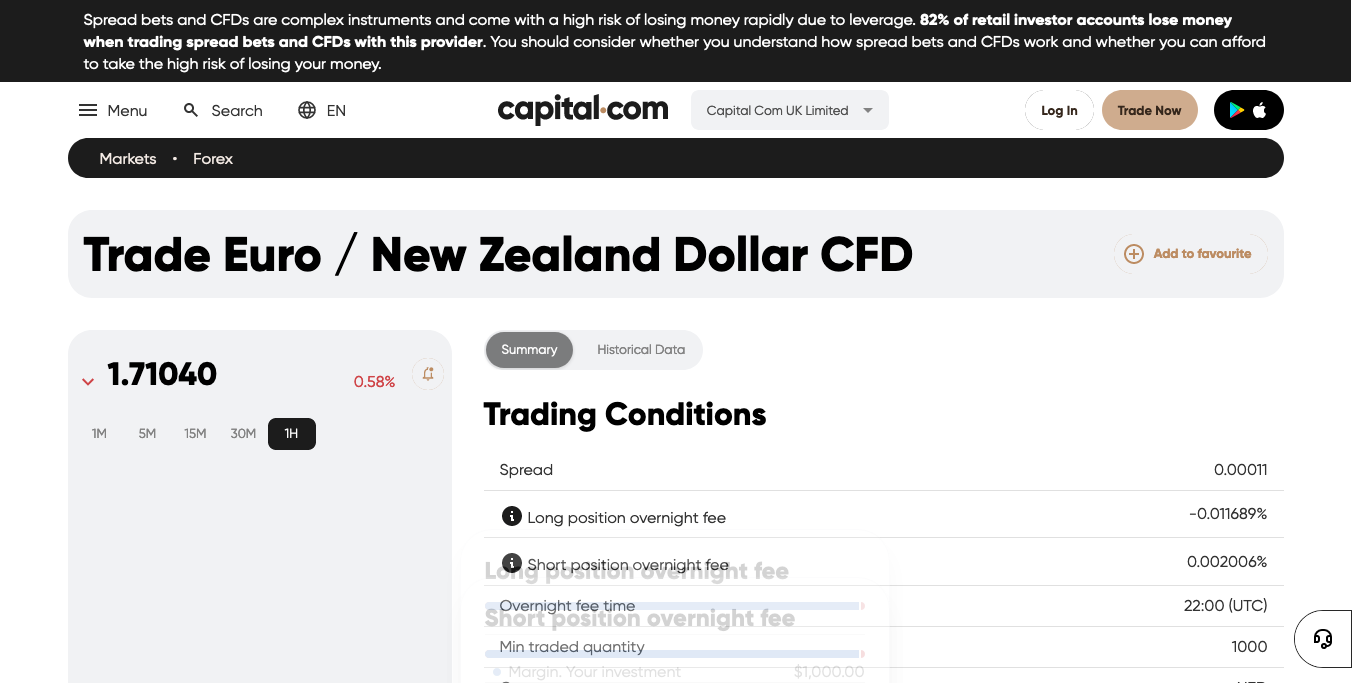 Spread bets and CFDs are complex instruments and come with a high risk of losing money rapidly due to leverage. 82% of retail investor accounts lose money
when trading spread bets and CFDs with this provider. You should consider whether you understand how spread bets and CFDs work and whether you can afford
to take the high risk of losing your money.
Menu Search EN capital.com Capital Com UK Limited Log In Trade Now
Markets • Forex
Trade Euro / New Zealand Dollar CFD Add to favourite
Summary Historical Data
1.71040 0.58%
Trading Conditions
1M 5M 15M 30M 1H
Spread 0.00011
Long position overnight fee -0.011689%
Short position overnight fee 0.002006%
Long position overnight fee
Overnight fee time 22:00 (UTC)
Short position overnight fee
Min traded quantity 1000
Margin. Your investment $1,000.00